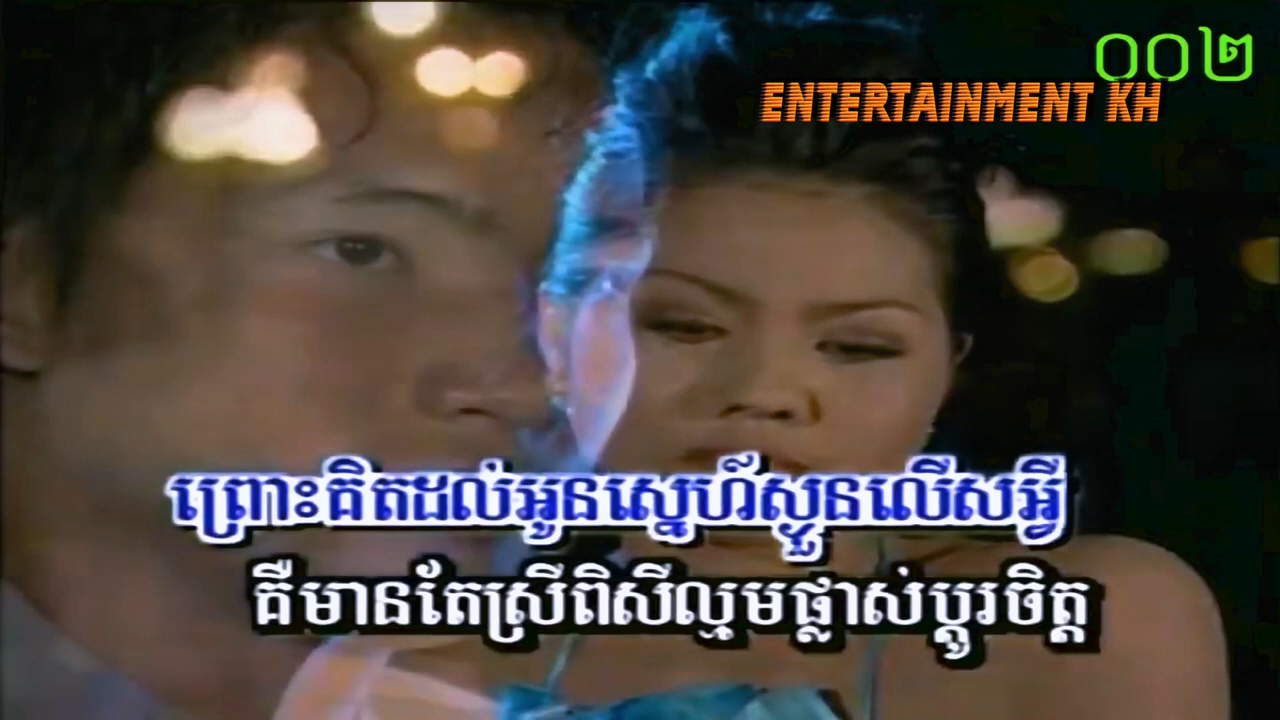 ០០២
ENTERTAINMENT KH
ព្រោះគិតដល់អូនស្នេហ៍ស្ងួនលើសអ្វី
គឺមានតែស្រីពិសីល្មមផ្លាស់ប្ដូរចិត្ត